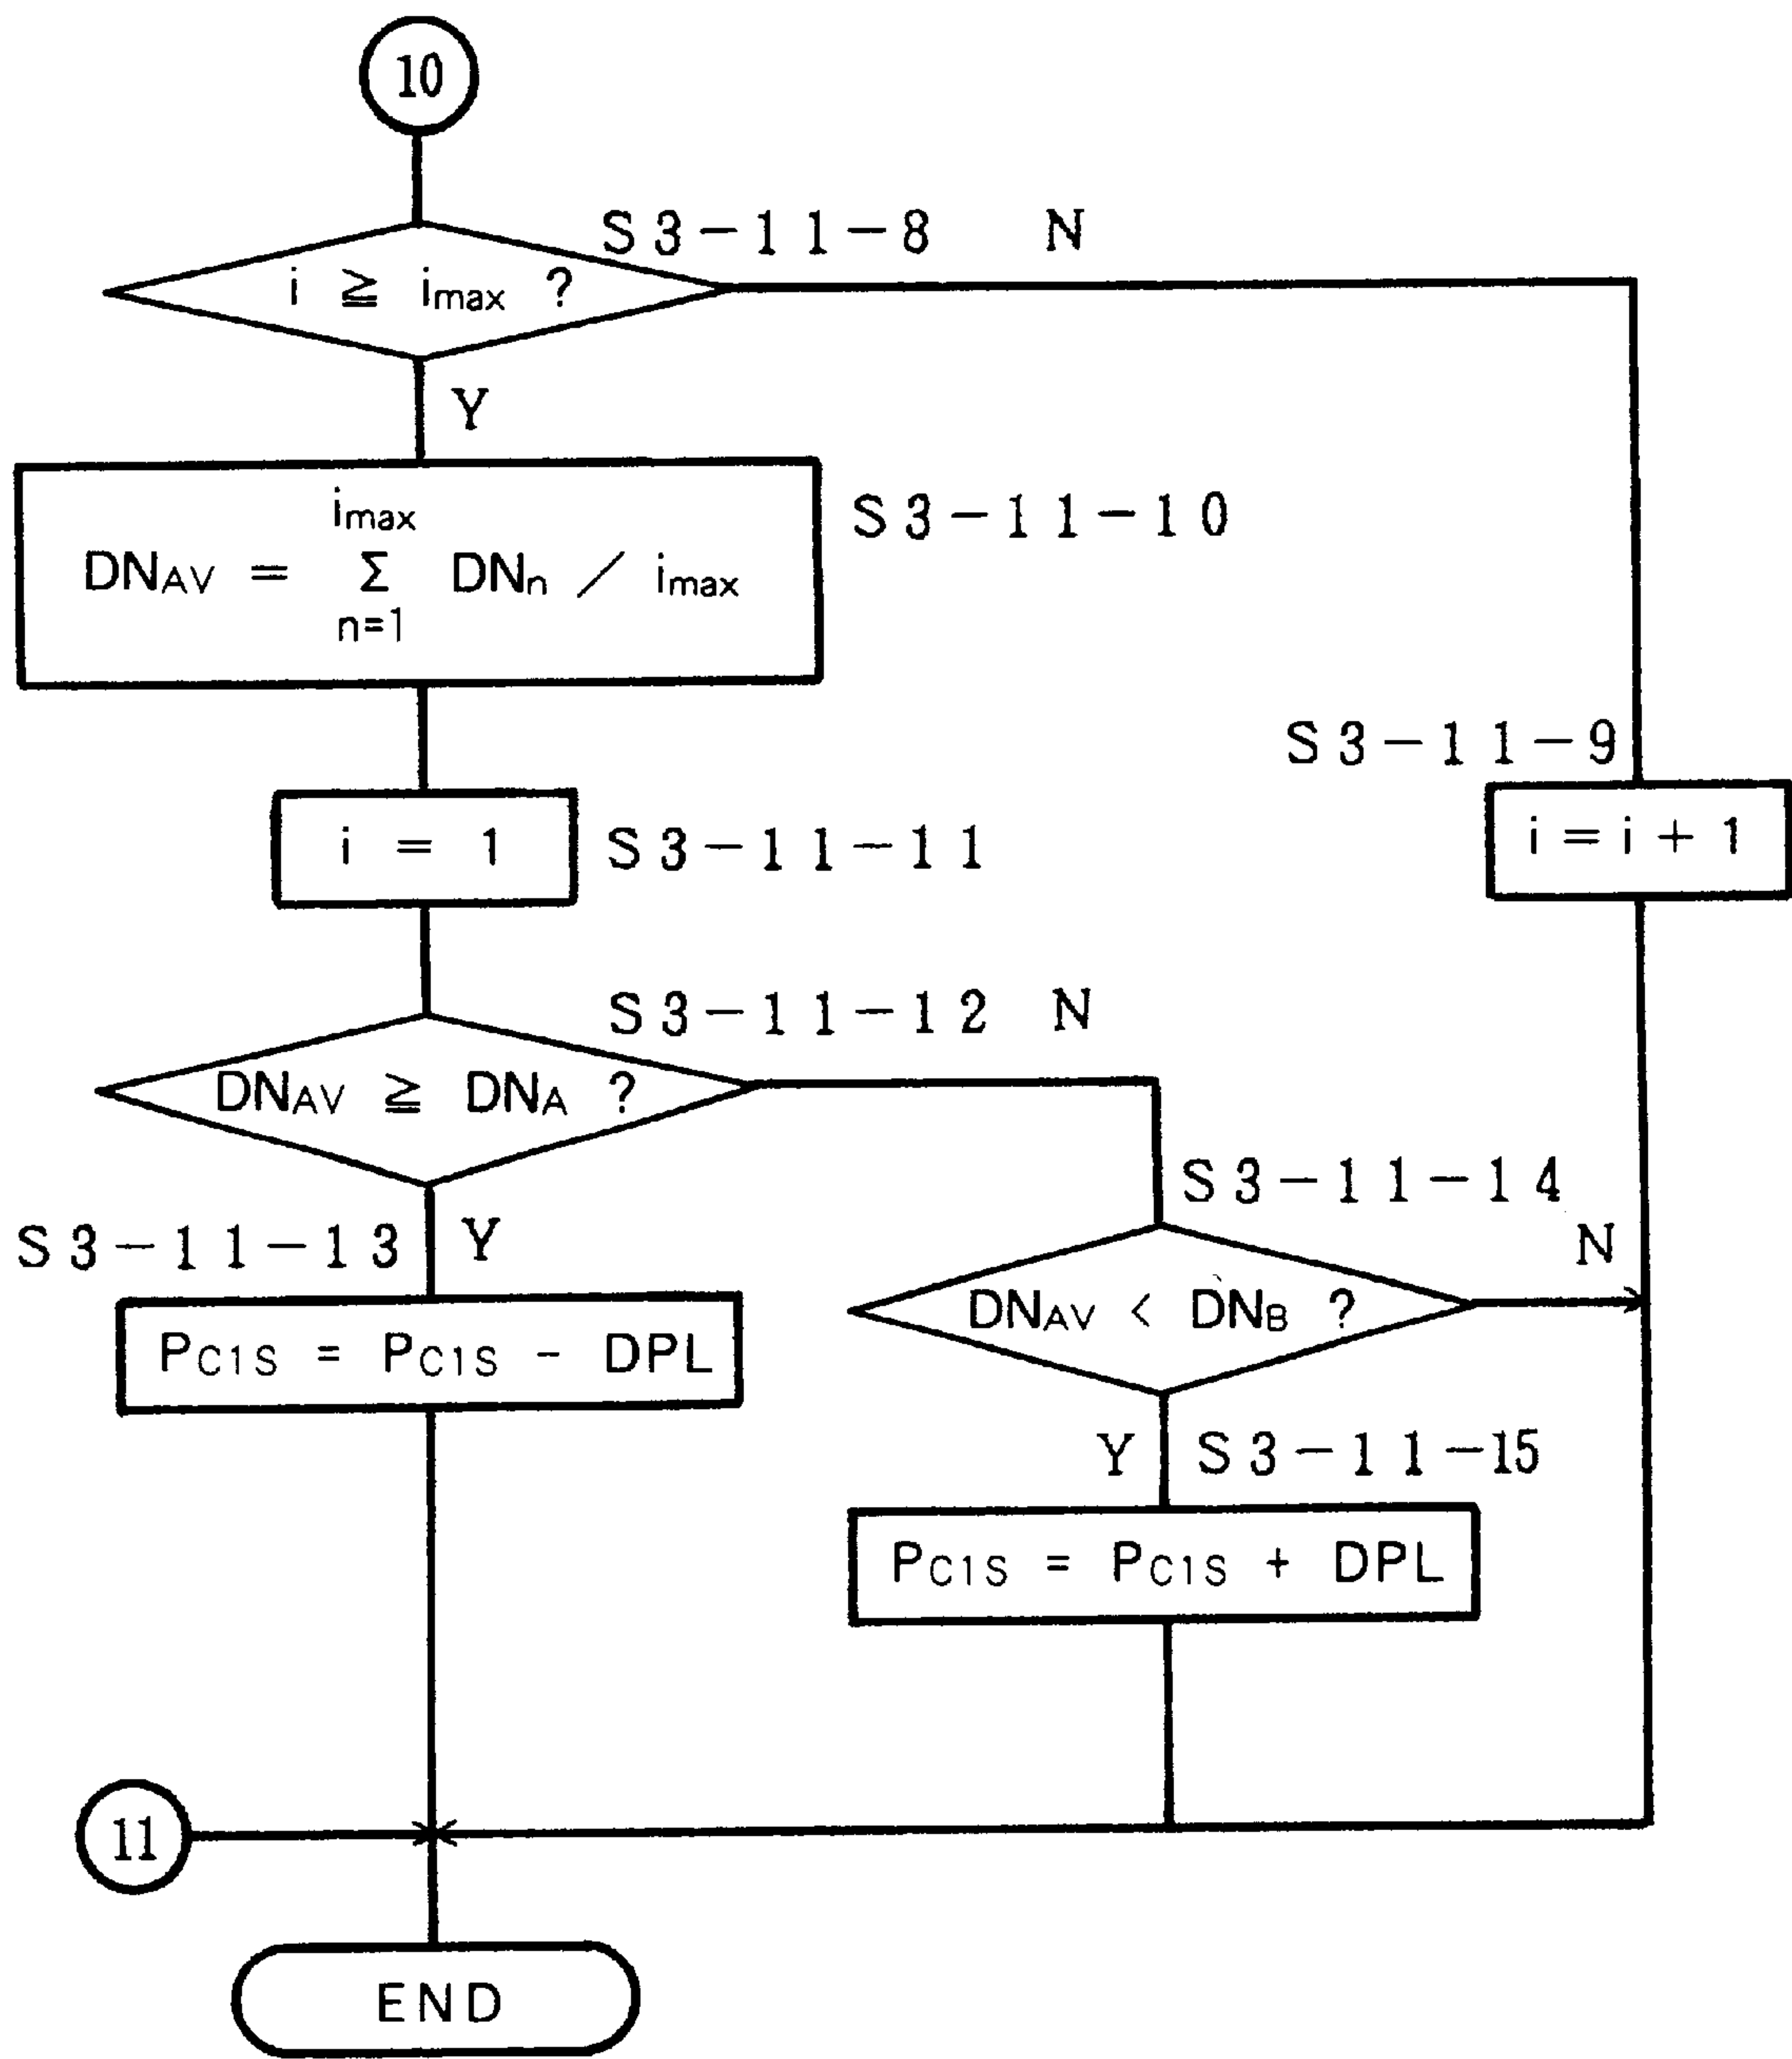 10
S3-11-8 N
i ≧ imax ?
Y
imax
S3-11-10
DNAV = Σ DNn / imax
n=1
S3-11-9
i = i + 1
i = 1
S3-11-11
S3-11-12 N
DNAV ≧ DNA ?
S3-11-14
S3-11-13 Y
N
DNAV < DNB ?
PC1S = PC1S - DPL
Y S3-11-15
PC1S = PC1S + DPL
11
END